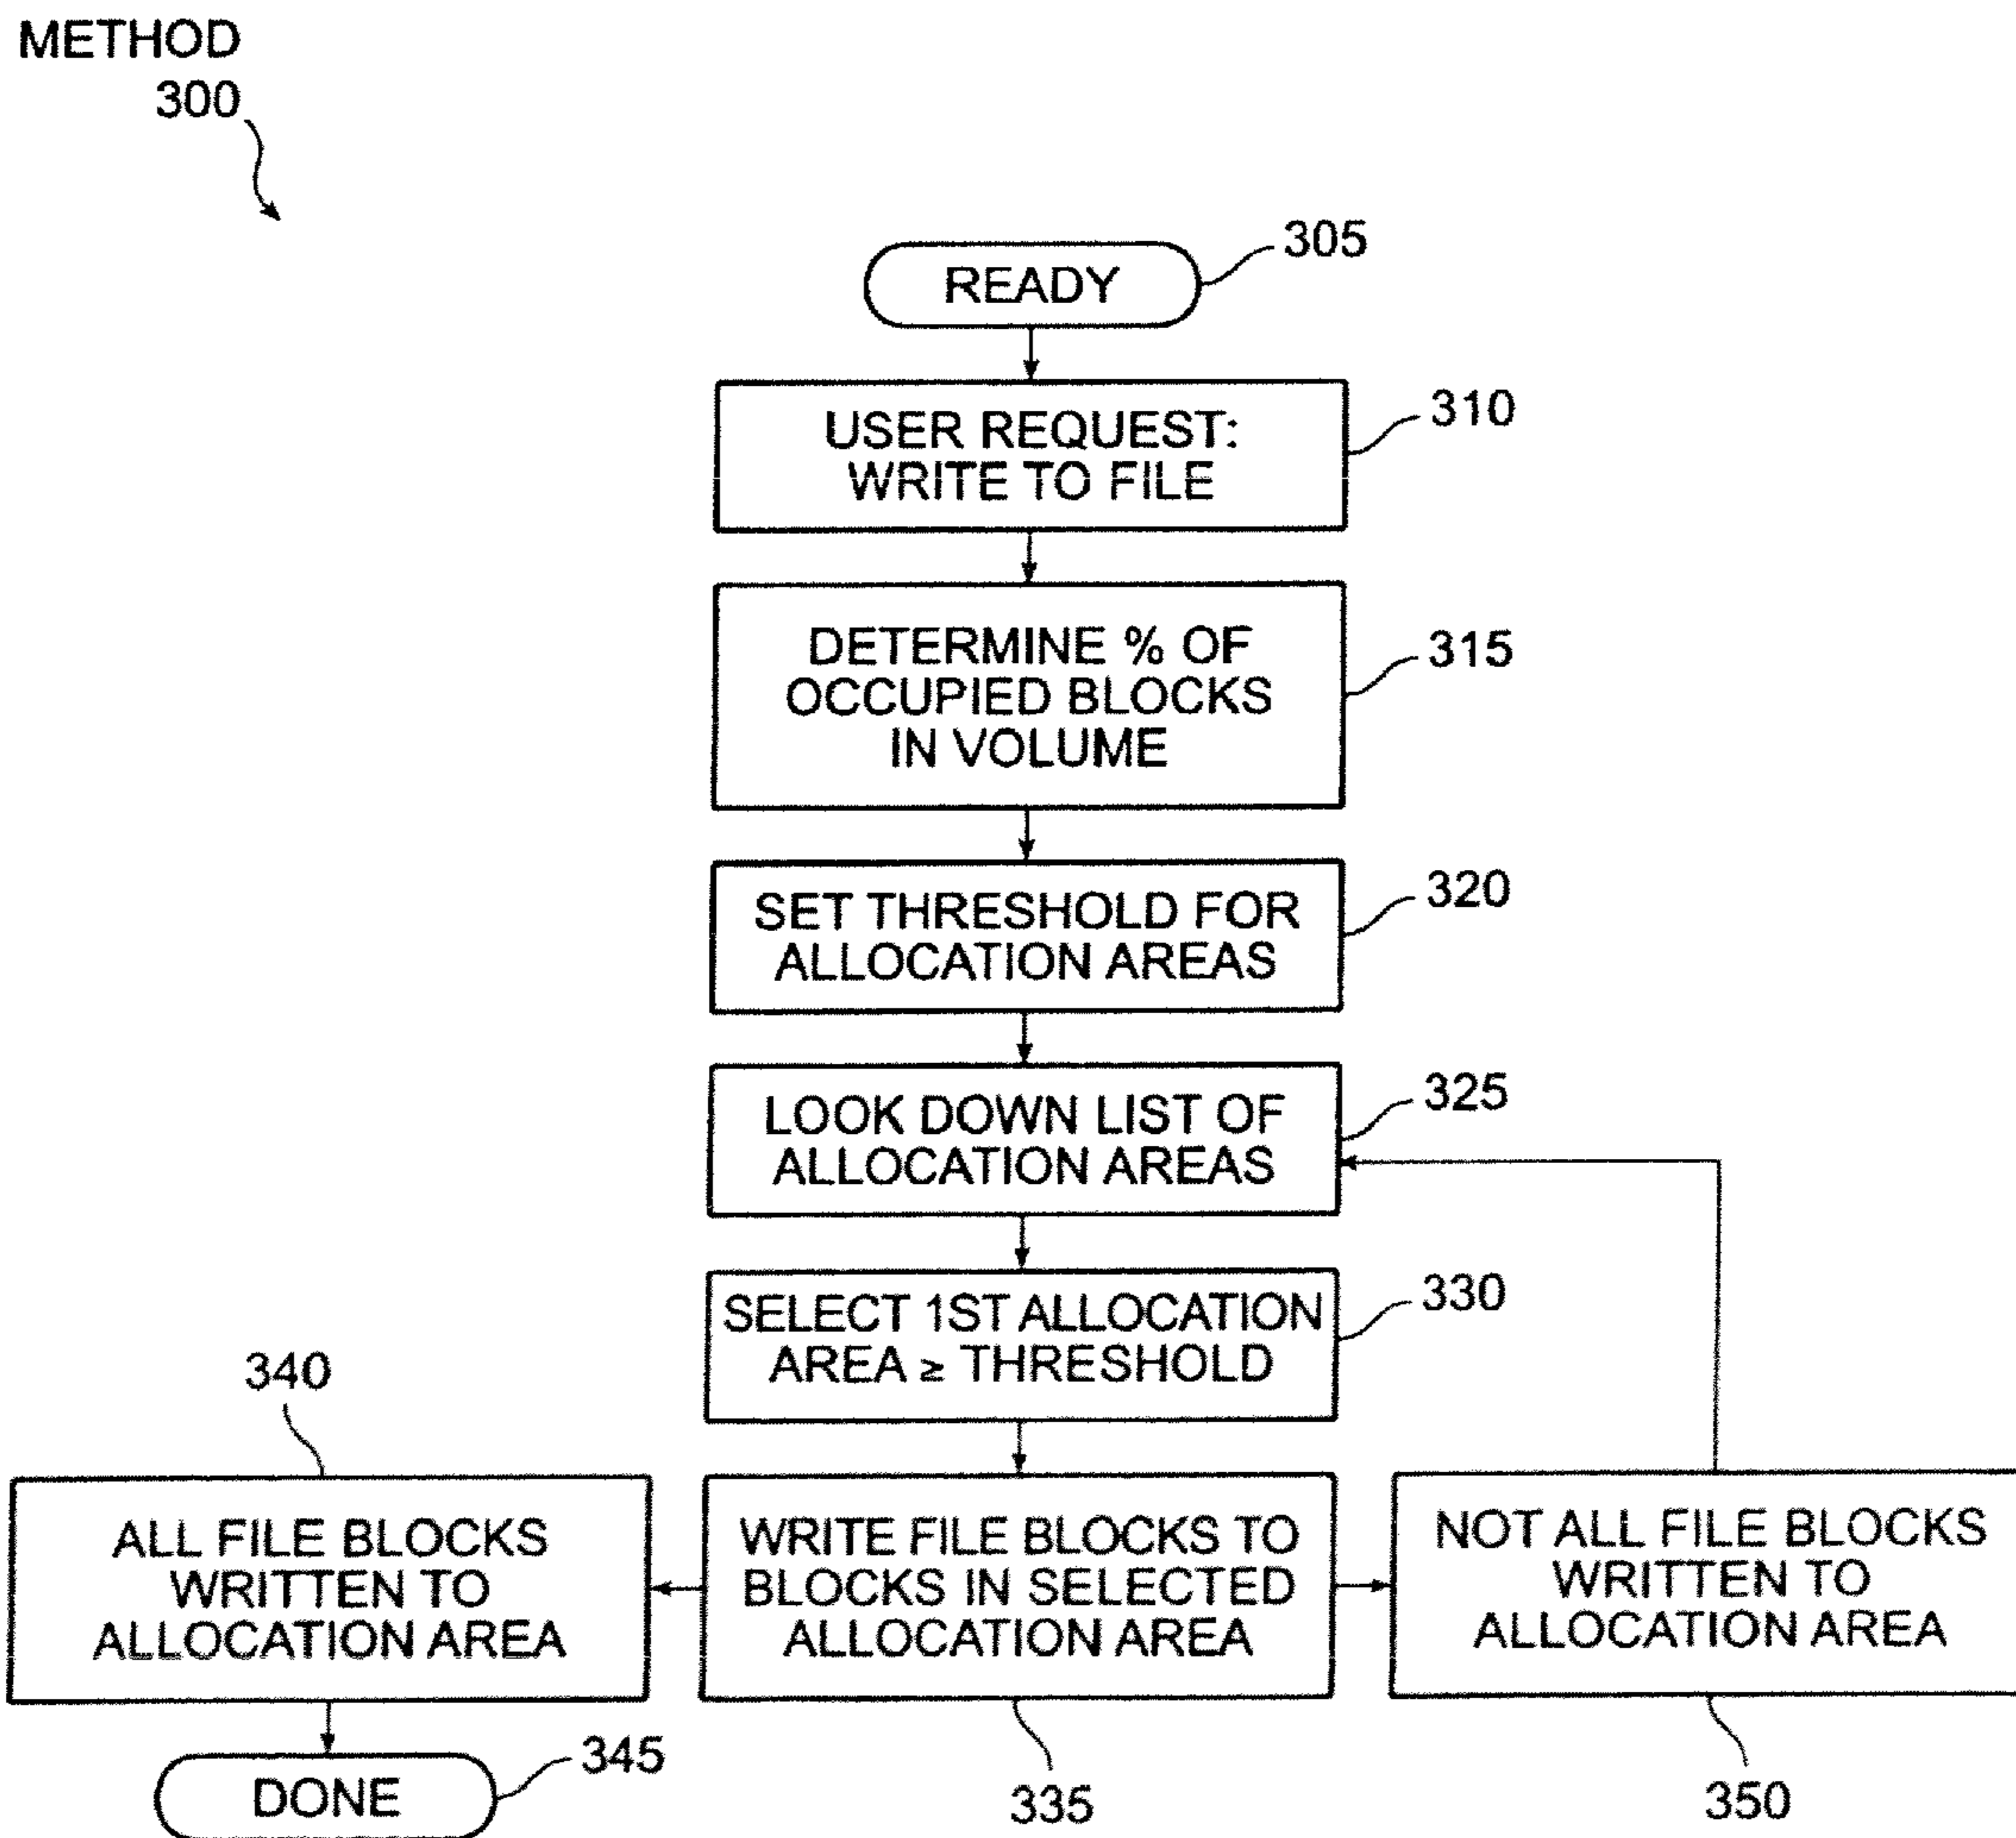 METHOD
300
READY
305
USER REQUEST:
WRITE TO FILE
310
DETERMINE % OF
OCCUPIED BLOCKS
IN VOLUME
315
SET THRESHOLD FOR
ALLOCATION AREAS
320
LOOK DOWN LIST OF
ALLOCATION AREAS
325
SELECT 1ST ALLOCATION
AREA ≥ THRESHOLD
330
340
ALL FILE BLOCKS
WRITTEN TO
ALLOCATION AREA
WRITE FILE BLOCKS TO
BLOCKS IN SELECTED
ALLOCATION AREA
NOT ALL FILE BLOCKS
WRITTEN TO
ALLOCATION AREA
DONE
345
335
350